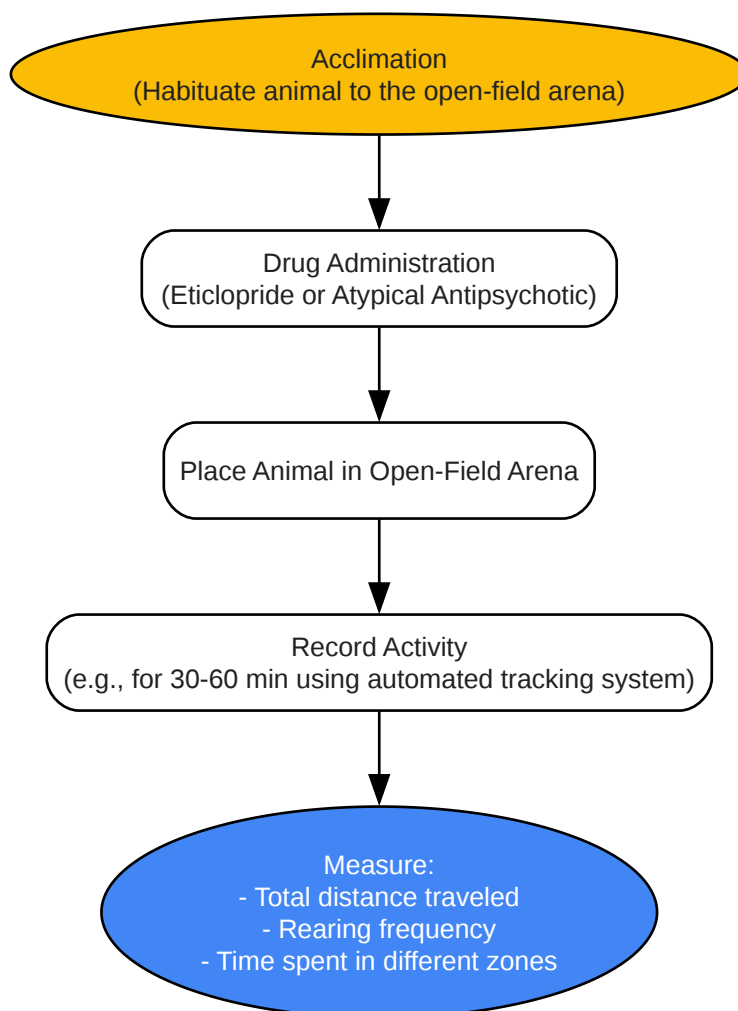 Acclimation
(Habituate animal to the open-field arena)
Drug Administration
(Eticlopride or Atypical Antipsychotic)
Place Animal in Open-Field Arena
Record Activity
(e.g., for 30-60 min using automated tracking system)
Measure:
- Total distance traveled
- Rearing frequency
- Time spent in different zones